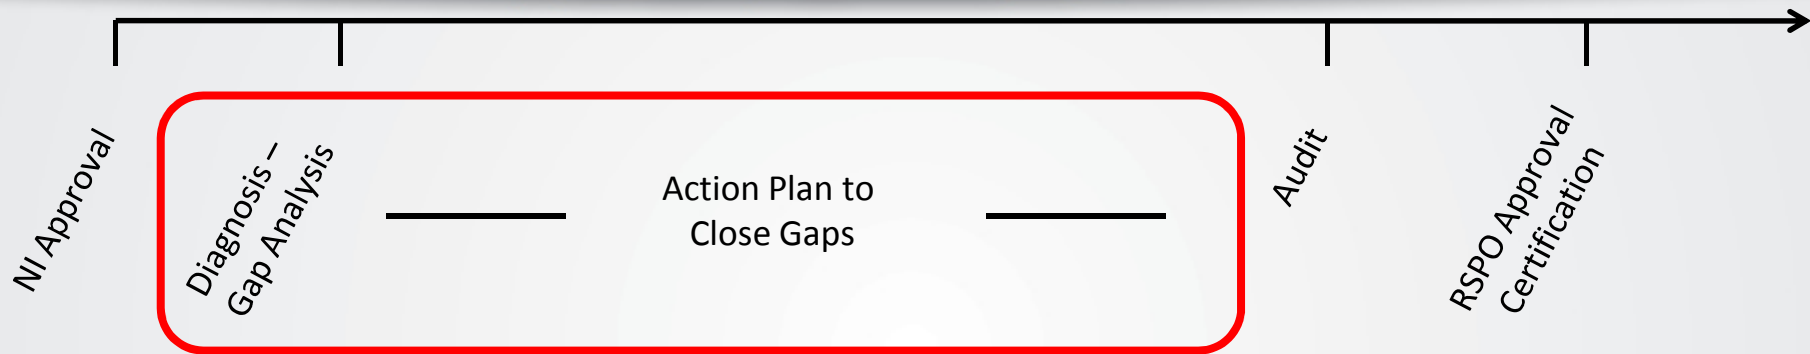 NI Approval
Diagnosis –
Gap Analysis
Action Plan to
Close Gaps
Audit
RSPO Approval
Certification